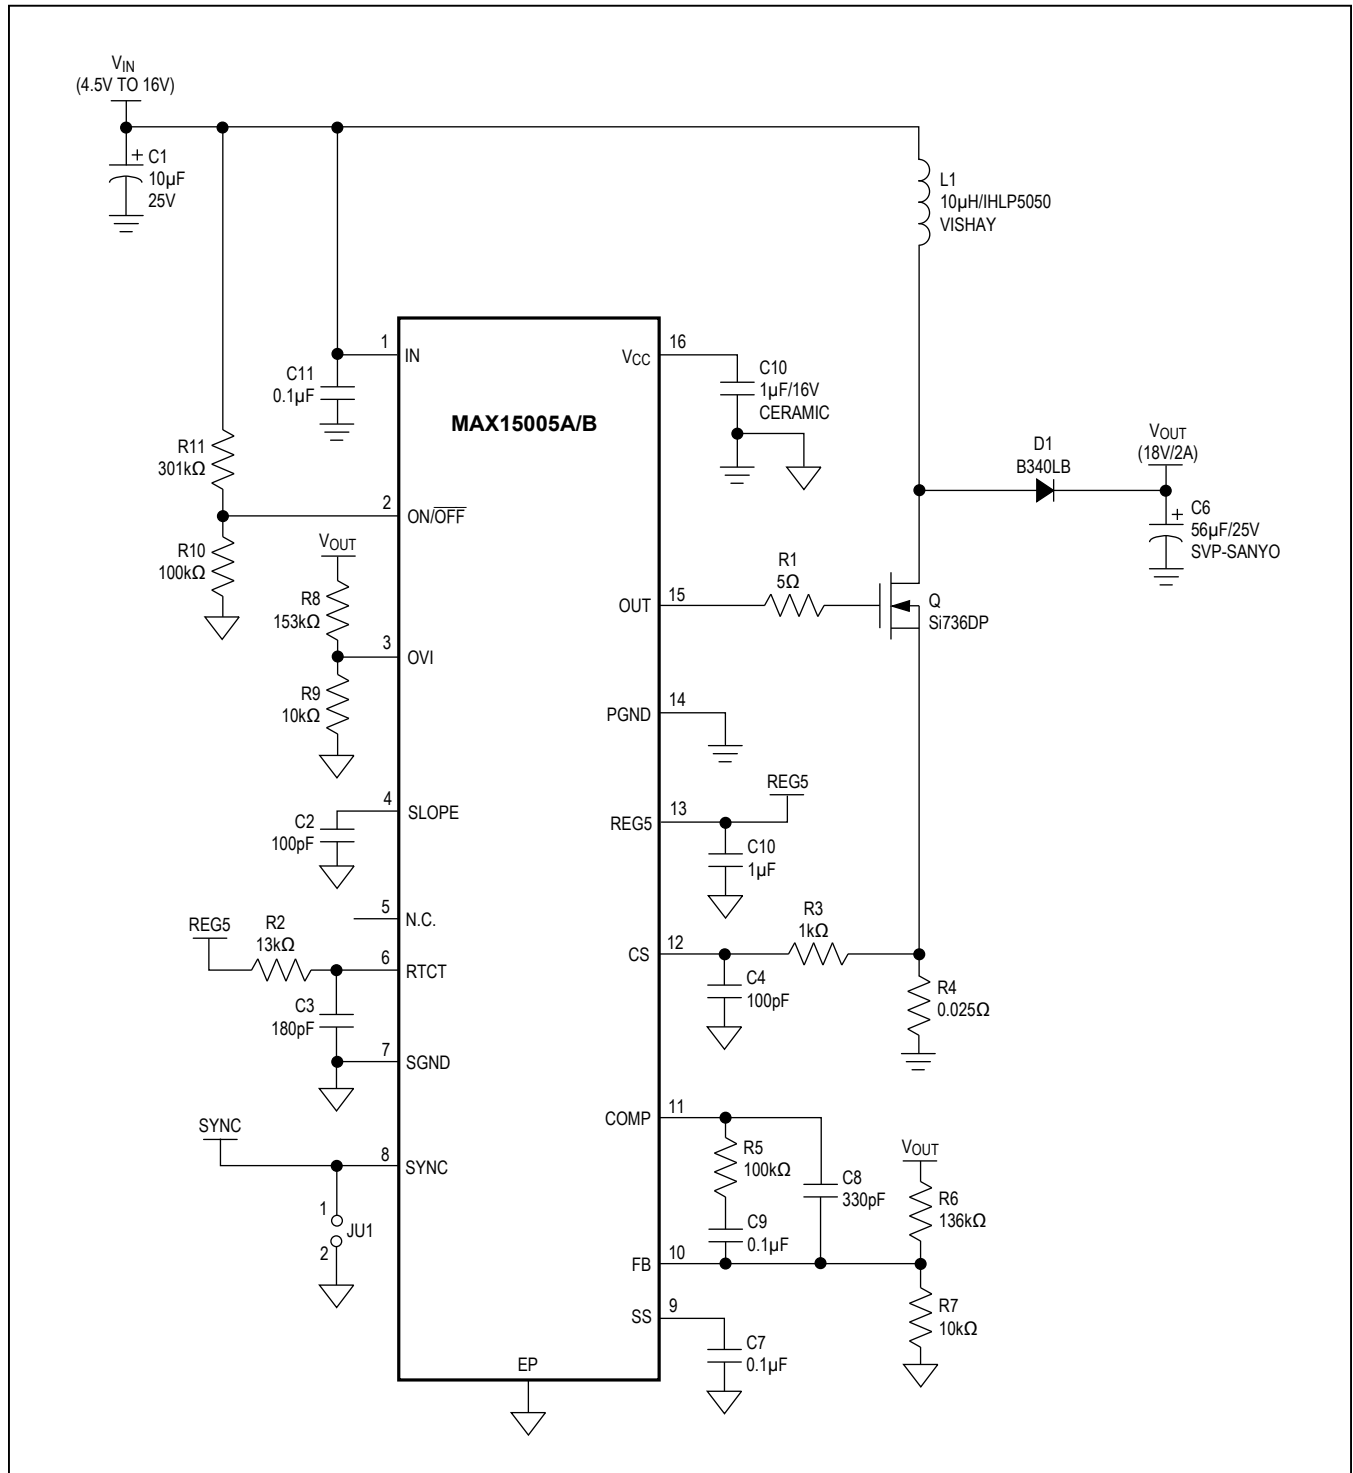 VIN
(4.5V TO 16V)
+ C1
10µF
25V
L1
10µH/IHLP5050
VISHAY
1
IN
C11
0.1µF
16
VCC
C10
1µF/16V
CERAMIC
MAX15005A/B
R11
301kΩ
D1
B340LB
VOUT
(18V/2A)
+ C6
56µF/25V
SVP-SANYO
2
ON/OFF
R10
100kΩ
VOUT
R8
153kΩ
R1
5Ω
15
OUT
Q
Si736DP
3
OVI
R9
10kΩ
14
PGND
REG5
4
SLOPE
C2
100pF
13
REG5
C10
1µF
5
N.C.
REG5
R2
13kΩ
6
RTCT
C3
180pF
R3
1kΩ
12
CS
C4
100pF
R4
0.025Ω
7
SGND
SYNC
8
SYNC
1
JU1
2
11
COMP
R5
100kΩ
C8
330pF
VOUT
R6
136kΩ
C9
0.1µF
10
FB
R7
10kΩ
9
SS
C7
0.1µF
EP